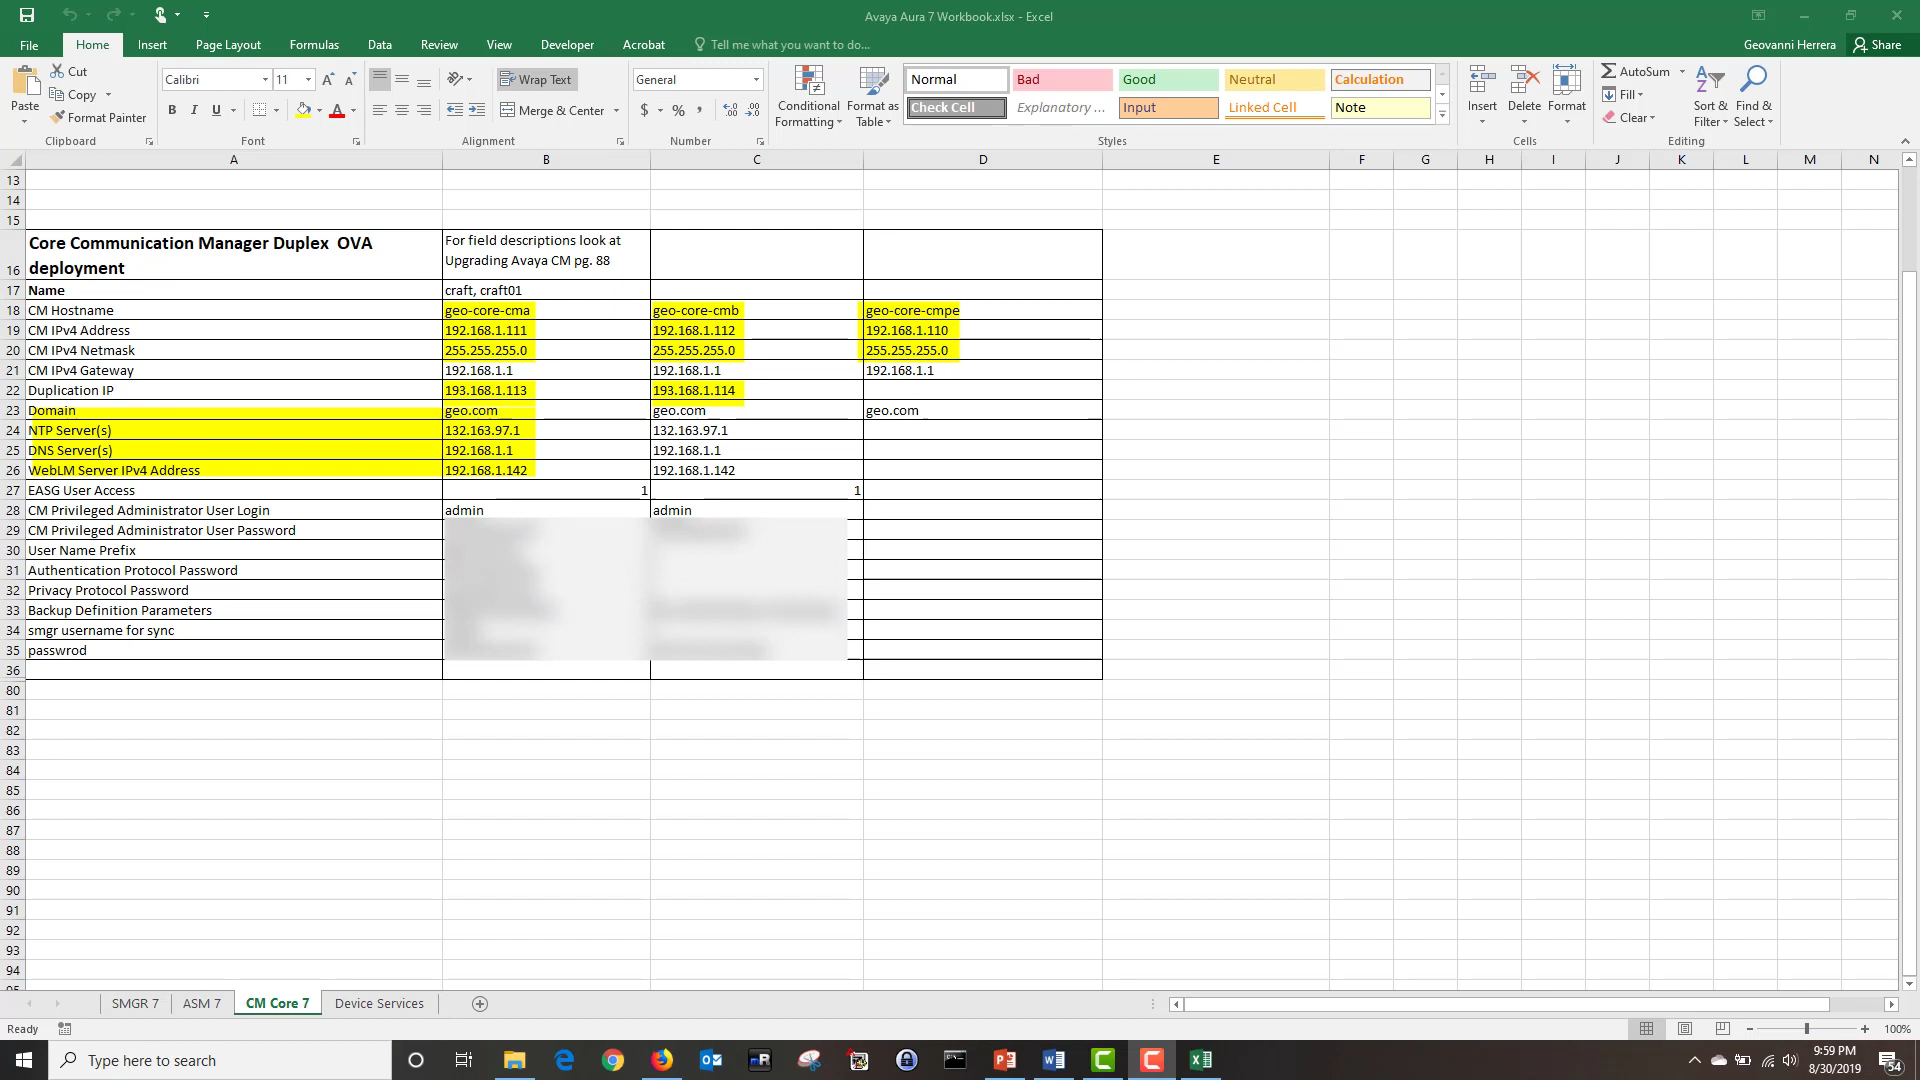 Avaya Aura 7 Workbook.xlsx - Excel
File Home Insert Page Layout Formulas Data Review View Developer Acrobat Tell me what you want to do... Geovanni Herrera Share
Paste Cut Copy Format Painter
Clipboard
Calibri 11
B I U A
Font
Wrap Text
Merge & Center
Alignment
General
$ % ,
Number
Conditional Formatting
Format as Table
Normal Bad Good Neutral Calculation
Check Cell Explanatory ... Input Linked Cell Note
Styles
Insert Delete Format
Cells
AutoSum Fill Clear
Sort & Filter
Find & Select
Editing
A B C D E F G H I J K L M N
13
14
15
16 Core Communication Manager Duplex OVA deployment For field descriptions look at Upgrading Avaya CM pg. 88
17 Name craft, craft01
18 CM Hostname geo-core-cma geo-core-cmb geo-core-cmpe
19 CM IPv4 Address 192.168.1.111 192.168.1.112 192.168.1.110
20 CM IPv4 Netmask 255.255.255.0 255.255.255.0 255.255.255.0
21 CM IPv4 Gateway 192.168.1.1 192.168.1.1 192.168.1.1
22 Duplication IP 193.168.1.113 193.168.1.114
23 Domain geo.com geo.com geo.com
24 NTP Server(s) 132.163.97.1 132.163.97.1
25 DNS Server(s) 192.168.1.1 192.168.1.1
26 WebLM Server IPv4 Address 192.168.1.142 192.168.1.142
27 EASG User Access 1 1
28 CM Privileged Administrator User Login admin admin
29 CM Privileged Administrator User Password
30 User Name Prefix
31 Authentication Protocol Password
32 Privacy Protocol Password
33 Backup Definition Parameters
34 smgr username for sync
35 passwrod
36
80
81
82
83
84
85
86
87
88
89
90
91
92
93
94
95
SMGR 7 ASM 7 CM Core 7 Device Services
Ready 100%
Type here to search
9:59 PM
8/30/2019
54